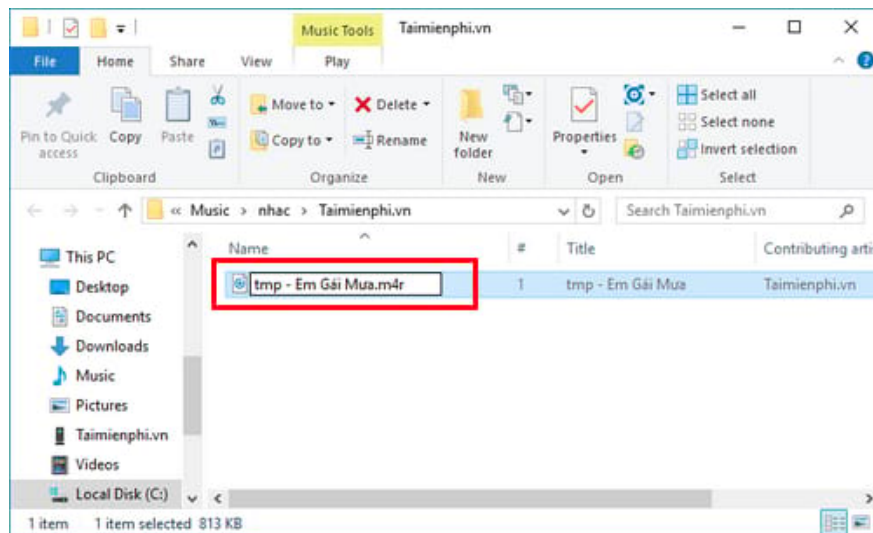 Music Tools Taimienphi.vn
File Home Share View Play
Pin to Quick access Copy Paste
Move to Copy to Delete Rename
New folder
Properties
Select all
Select none
Invert selection
Clipboard Organize New Open Select
« Music > nhac > Taimienphi.vn Search Taimienphi.vn
Name # Title Contributing arti
tmp - Em Gái Mưa.m4r 1 tmp - Em Gái Mưa Taimienphi.vn
This PC
Desktop
Documents
Downloads
Music
Pictures
Taimienphi.vn
Videos
Local Disk (C:)
1 item 1 item selected 813 KB